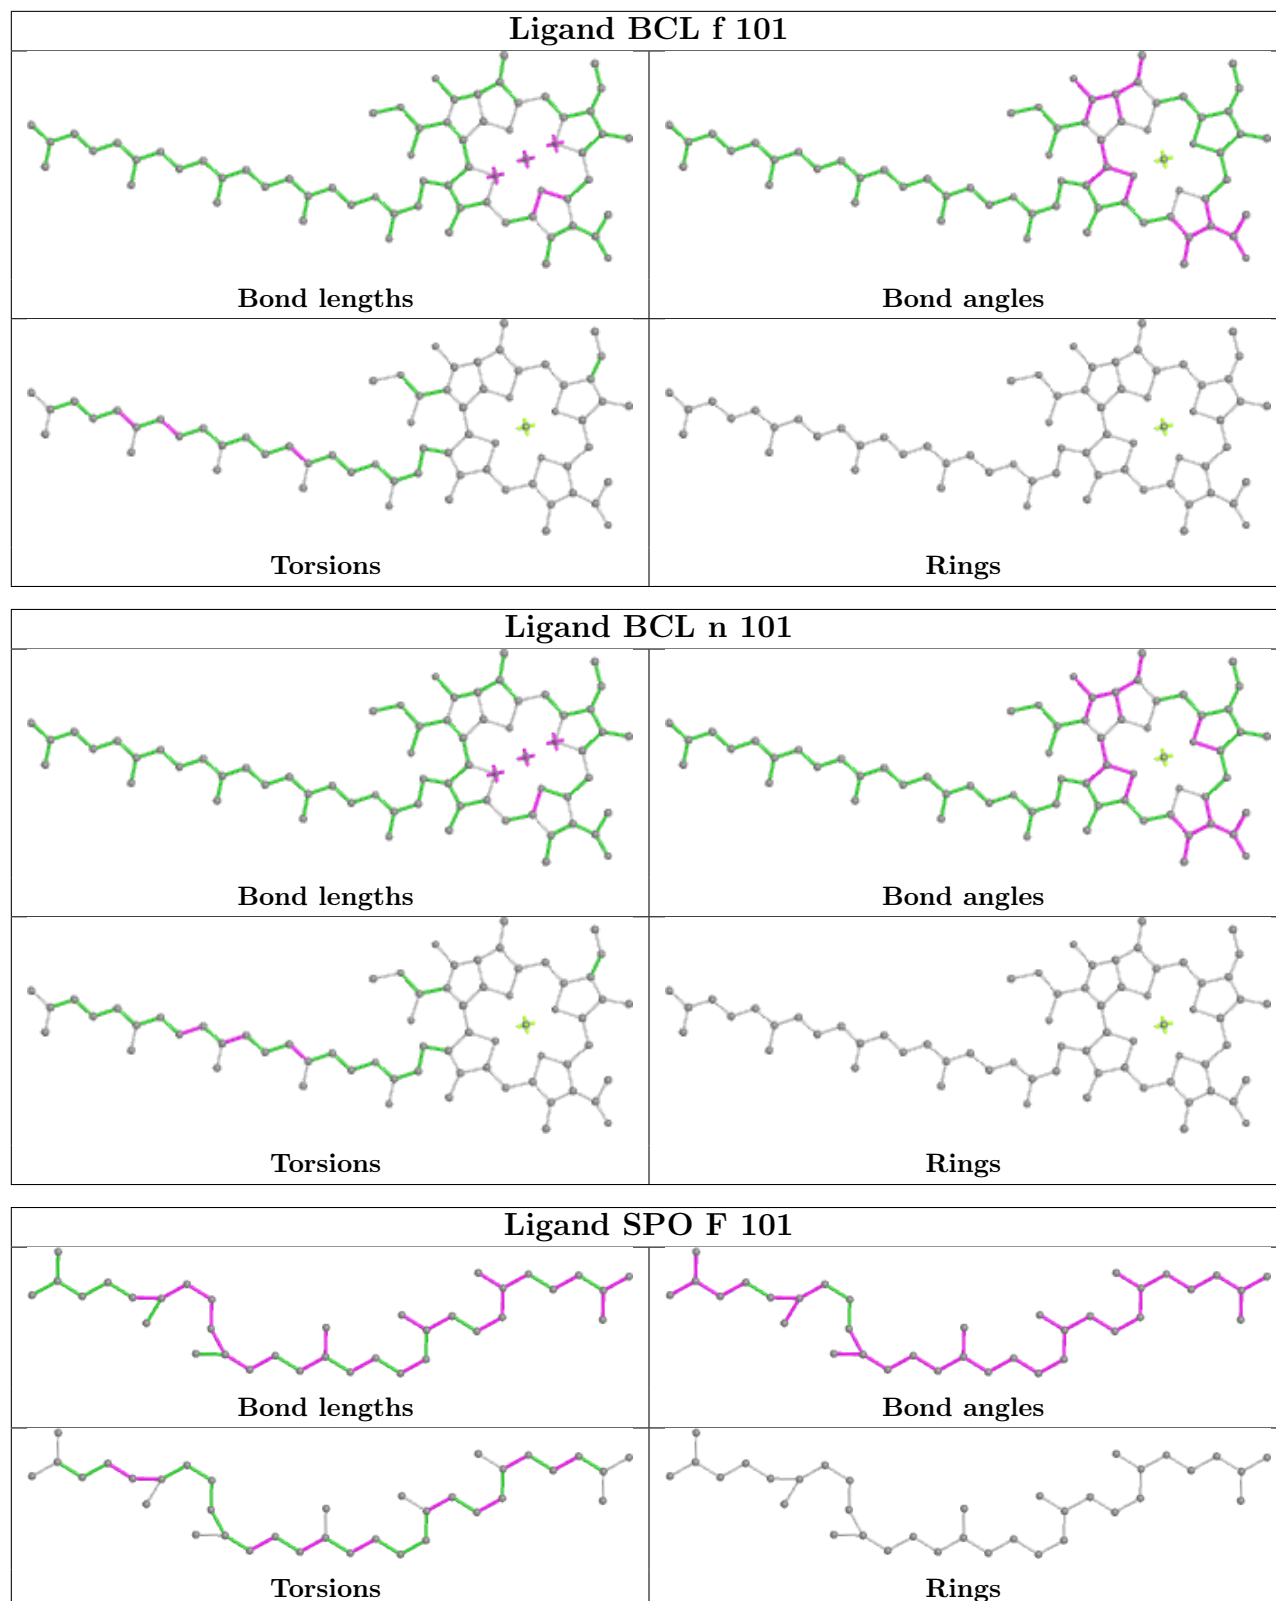 Ligand BCL f 101
Bond lengths
Bond angles
Torsions
Rings
Ligand BCL n 101
Bond lengths
Bond angles
Torsions
Rings
Ligand SPO F 101
Bond lengths
Bond angles
Torsions
Rings